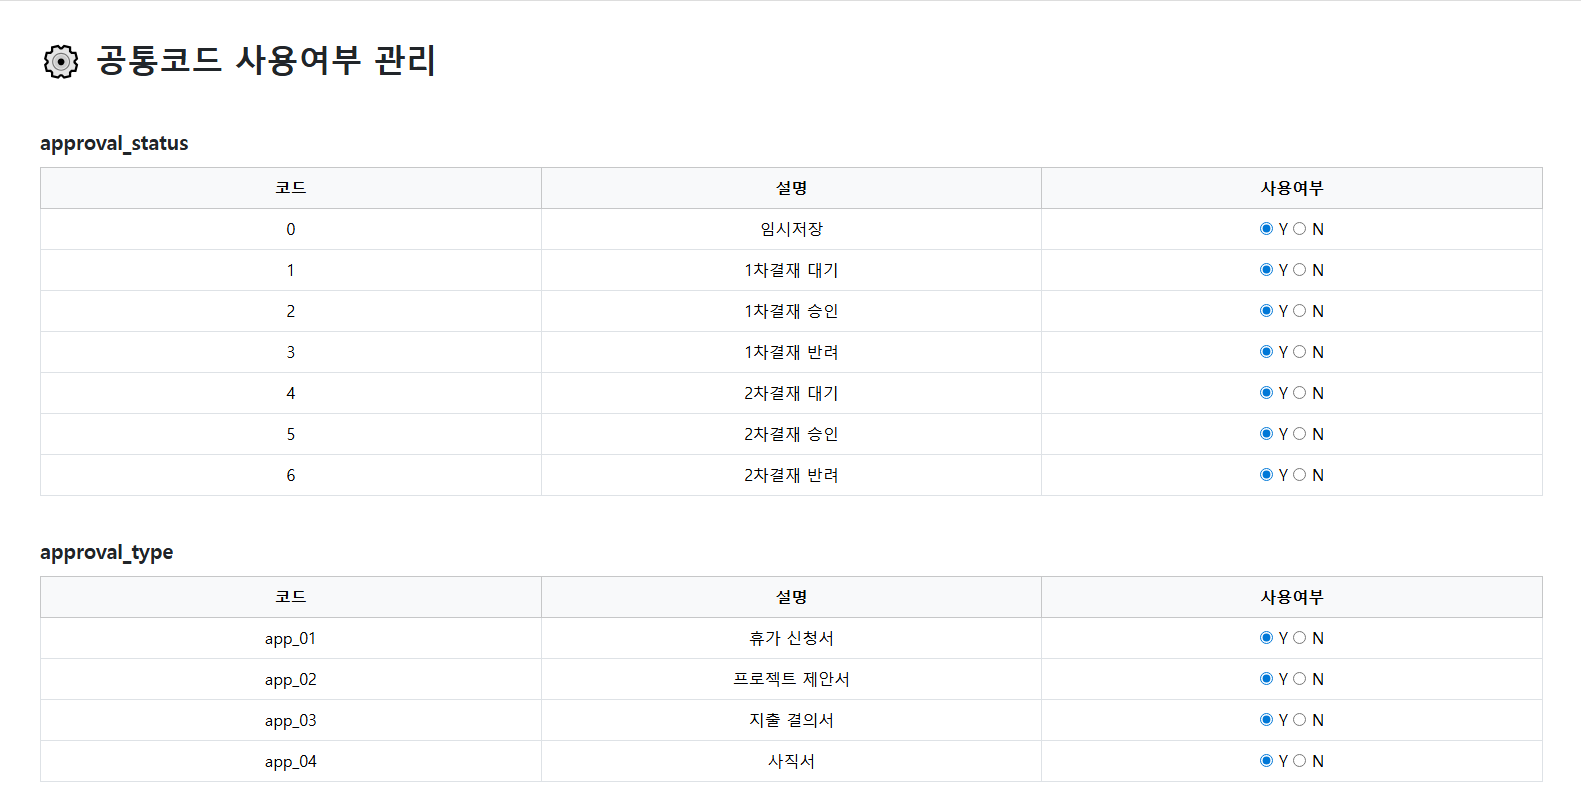 공통코드 사용여부 관리
approval_status
코드 설명 사용여부
0 임시저장 Y N
1 1차결재 대기 Y N
2 1차결재 승인 Y N
3 1차결재 반려 Y N
4 2차결재 대기 Y N
5 2차결재 승인 Y N
6 2차결재 반려 Y N
approval_type
코드 설명 사용여부
app_01 휴가 신청서 Y N
app_02 프로젝트 제안서 Y N
app_03 지출 결의서 Y N
app_04 사직서 Y N